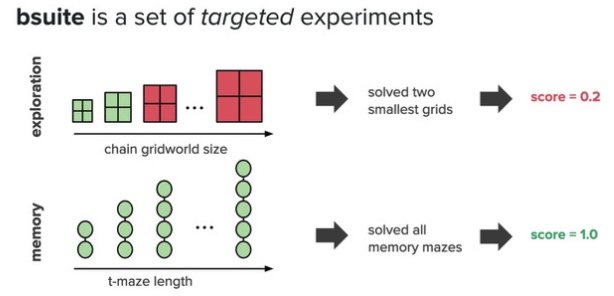 bsuite is a set of targeted experiments
exploration
...
chain gridworld size
solved two
smallest grids
score = 0.2
memory
...
t-maze length
solved all
memory mazes
score = 1.0